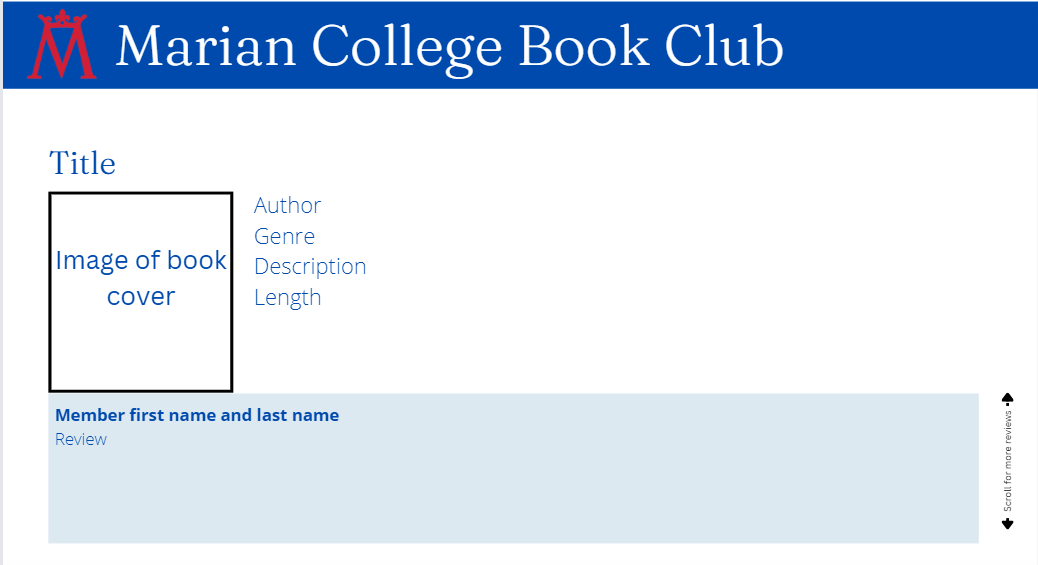 Marian College Book Club
Title
Image of book
cover
Author
Genre
Description
Length
Member first name and last name
Review
Scroll for more reviews